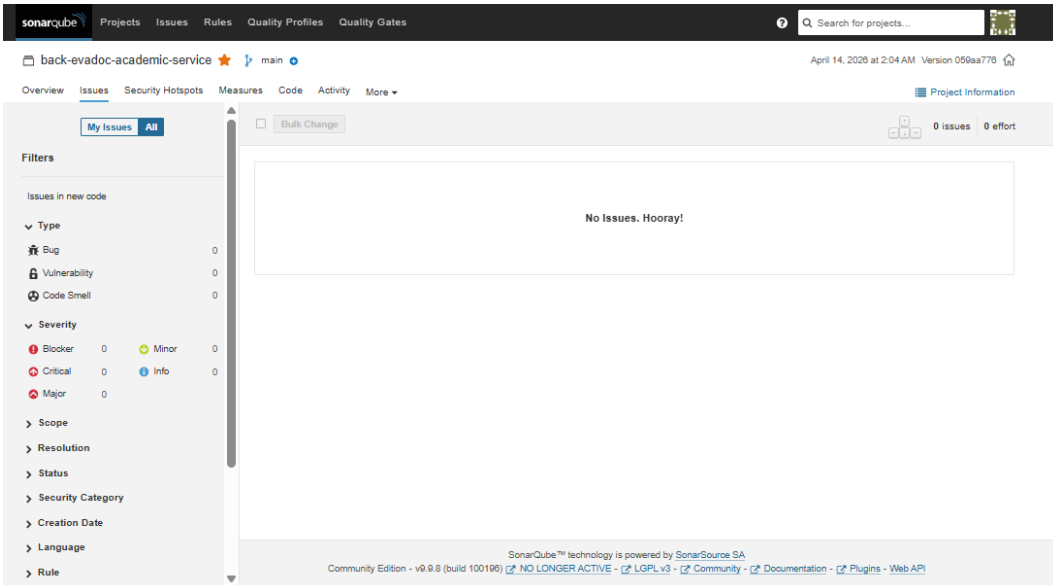 sonarqube Projects Issues Rules Quality Profiles Quality Gates Search for projects...
back-evadoc-academic-service main April 14, 2026 at 2:04 AM Version 059aa776
Overview Issues Security Hotspots Measures Code Activity More Project Information
My Issues All Bulk Change 0 issues 0 effort
Filters
Issues in new code
Type
Bug 0
Vulnerability 0
Code Smell 0
Severity
Blocker 0 Minor 0
Critical 0 Info 0
Major 0
Scope
Resolution
Status
Security Category
Creation Date
Language
Rule
No Issues. Hooray!
SonarQube™ technology is powered by SonarSource SA
Community Edition - v9.9.8 (build 100196) NO LONGER ACTIVE - LGPL v3 - Community - Documentation - Plugins - Web API